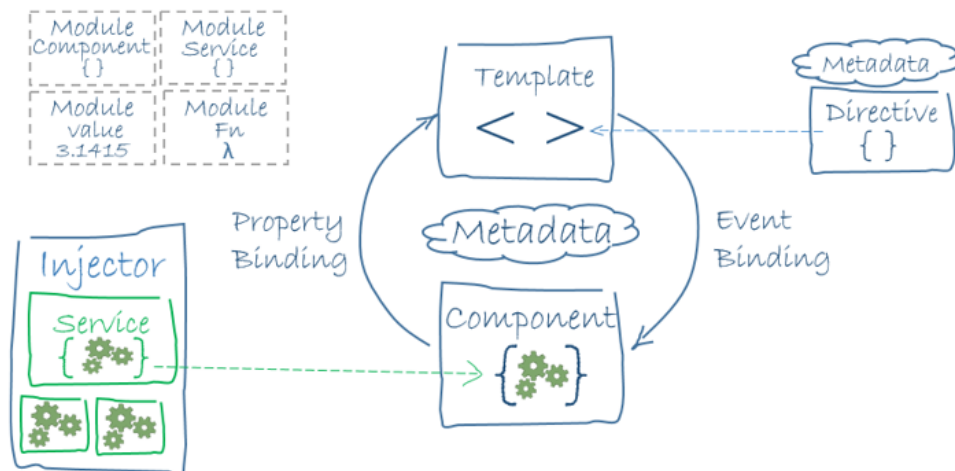 Module
Component
{ }
Module
Service
{ }
Module
value
3.1415
Module
Fn
λ
Template
< >
Metadata
Directive
{ }
Property
Binding
Metadata
Event
Binding
Injector
Service
{ }
Component
{ }